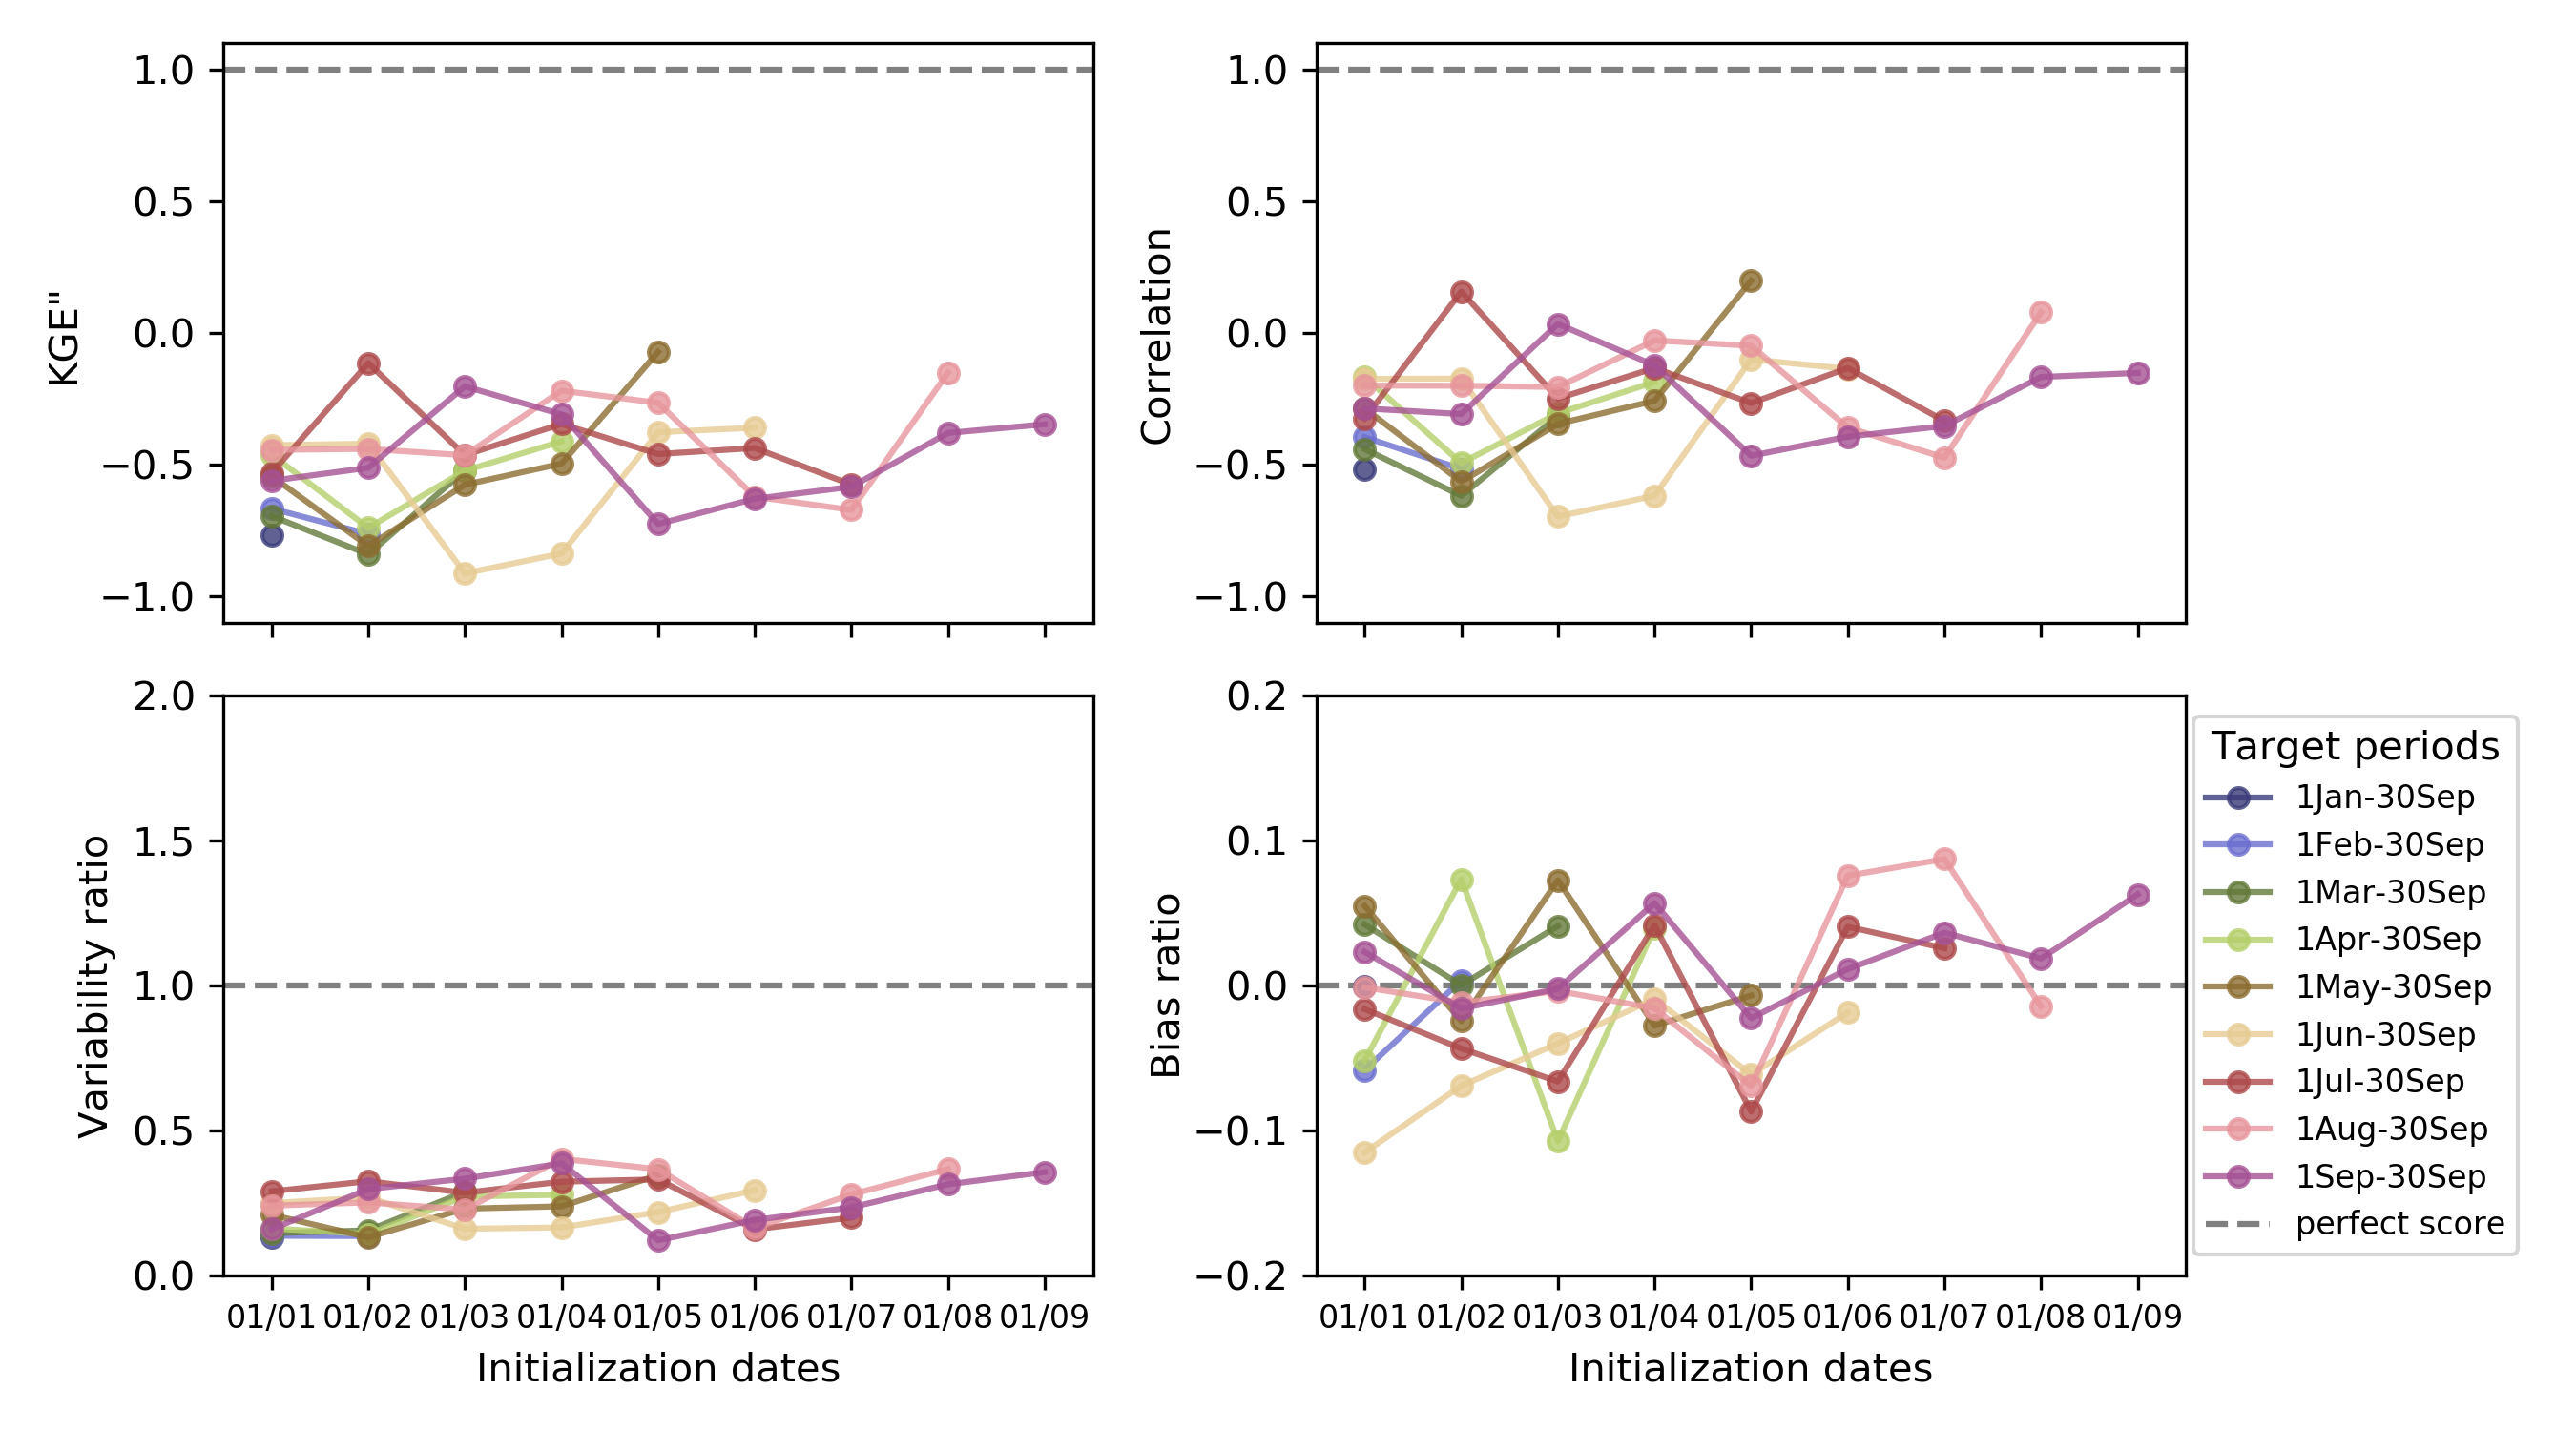 KGE"
1.0
0.5
0.0
−0.5
−1.0
Correlation
1.0
0.5
0.0
−0.5
−1.0
Variability ratio
2.0
1.5
1.0
0.5
0.0
01/01 01/02 01/03 01/04 01/05 01/06 01/07 01/08 01/09
Initialization dates
Bias ratio
0.2
0.1
0.0
−0.1
−0.2
01/01 01/02 01/03 01/04 01/05 01/06 01/07 01/08 01/09
Initialization dates
Target periods
1Jan-30Sep
1Feb-30Sep
1Mar-30Sep
1Apr-30Sep
1May-30Sep
1Jun-30Sep
1Jul-30Sep
1Aug-30Sep
1Sep-30Sep
perfect score